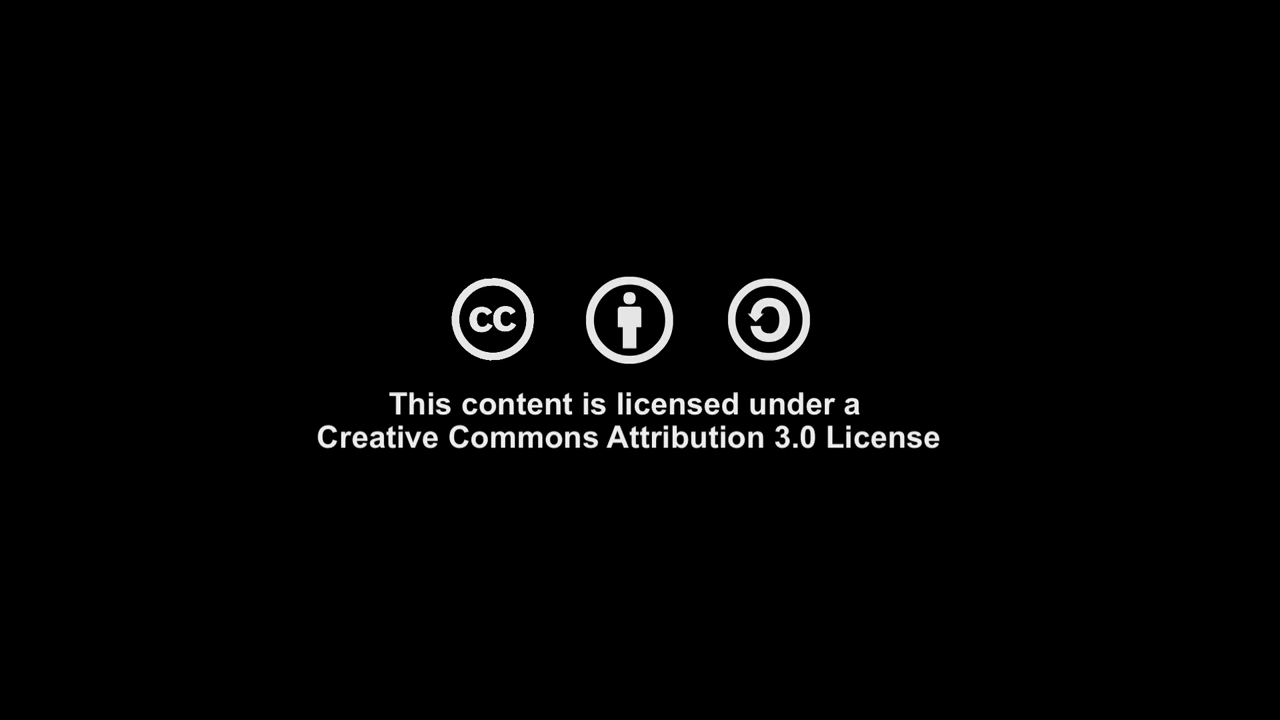 cc
This content is licensed under a
Creative Commons Attribution 3.0 License